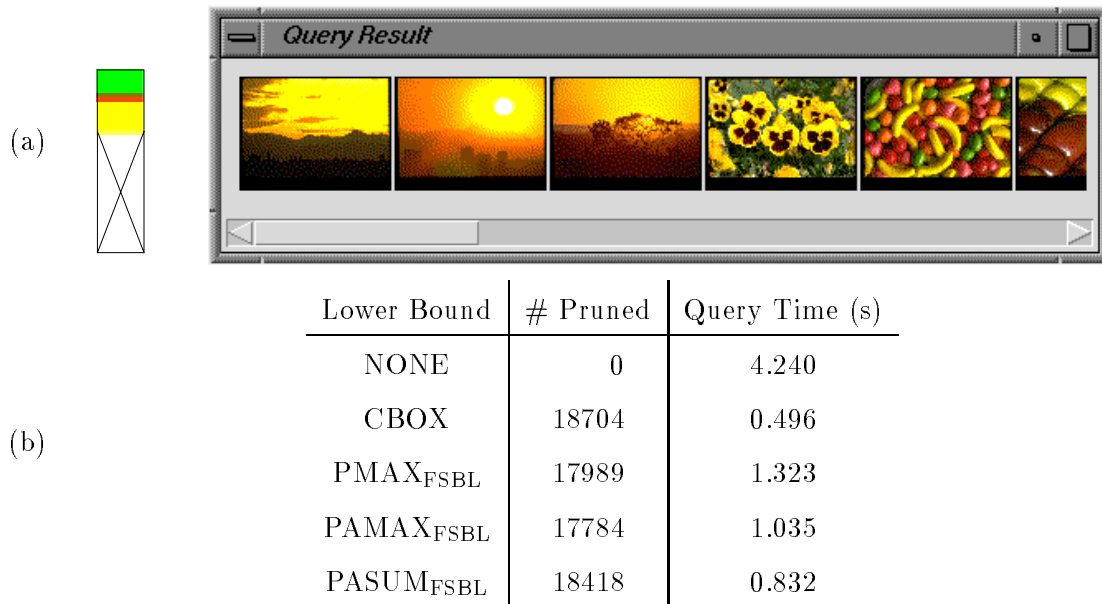 Query Result
(a)
Lower Bound # Pruned Query Time (s)
NONE 0 4.240
CBOX 18704 0.496
(b)
PMAX_FSBL 17989 1.323
PAMAX_FSBL 17784 1.035
PASUM_FSBL 18418 0.832